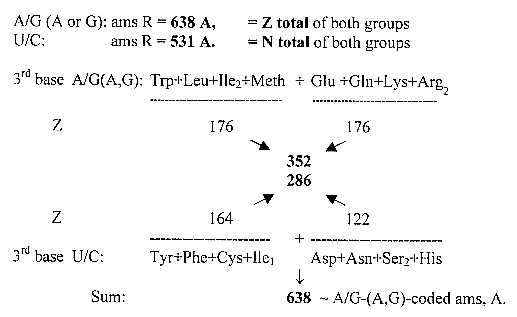 A/G (A or G): ams R = 638 A, = Z total of both groups
U/C: ams R = 531 A. = N total of both groups
3rd base A/G(A,G): Trp+Leu+Ile2+Meth + Glu +Gln+Lys+Arg2
Z 176 176
352
286
Z 164 122
+
3rd base U/C: Tyr+Phe+Cys+Ile1 Asp+Asn+Ser2+His
Sum: 638 ~ A/G-(A,G)-coded ams, A.